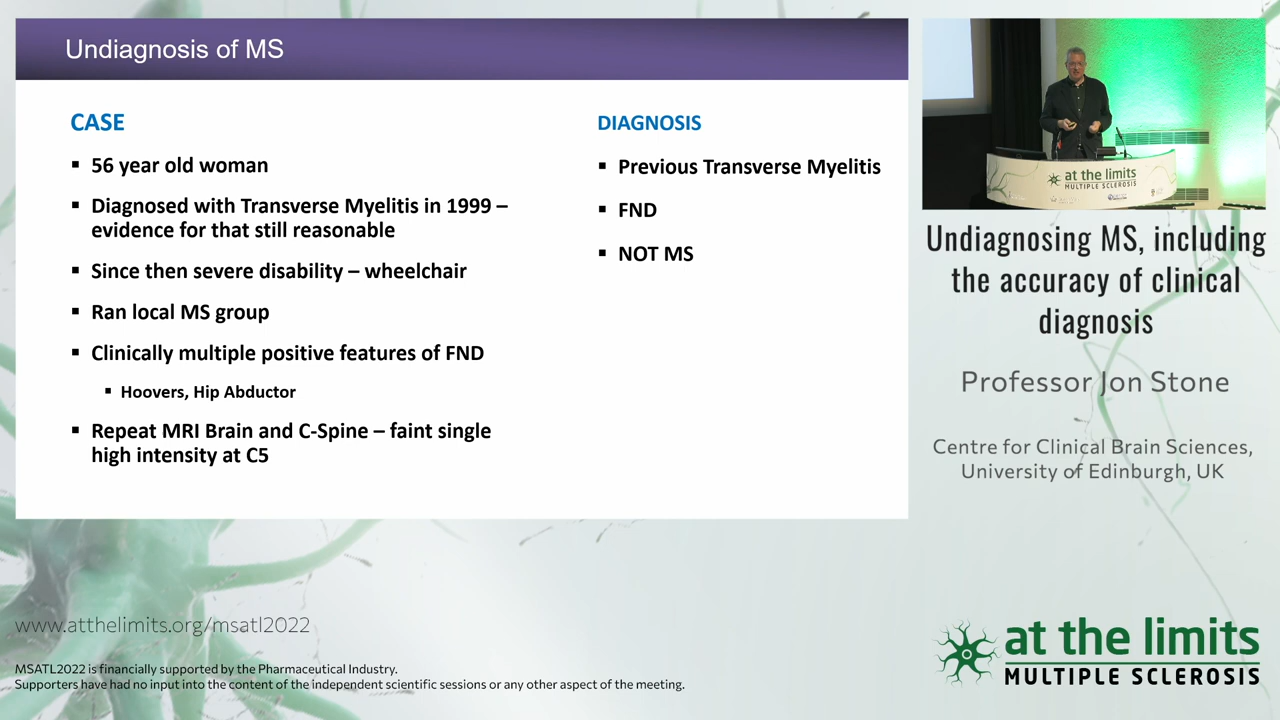 Undiagnosis of MS
CASE
▪ 56 year old woman
▪ Diagnosed with Transverse Myelitis in 1999 –
evidence for that still reasonable
▪ Since then severe disability – wheelchair
▪ Ran local MS group
▪ Clinically multiple positive features of FND
▪ Hoovers, Hip Abductor
▪ Repeat MRI Brain and C-Spine – faint single
high intensity at C5
DIAGNOSIS
▪ Previous Transverse Myelitis
▪ FND
▪ NOT MS
at the limits
MULTIPLE SCLEROSIS
Undiagnosing MS, including
the accuracy of clinical
diagnosis
Professor Jon Stone
Centre for Clinical Brain Sciences,
University of Edinburgh, UK
www.atthelimits.org/msatl2022
MSATL2022 is financially supported by the Pharmaceutical Industry.
Supporters have had no input into the content of the independent scientific sessions or any other aspect of the meeting.
at the limits
MULTIPLE SCLEROSIS